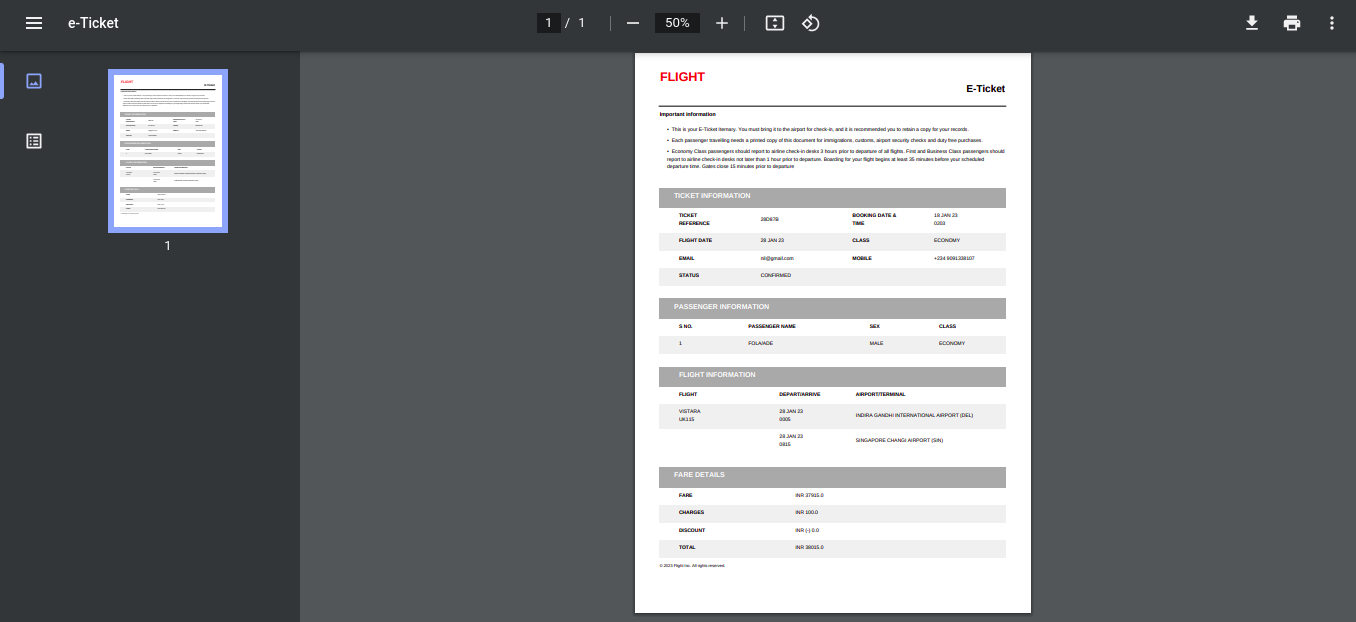 e-Ticket
1 / 1
50%
1
FLIGHT
E-Ticket
Important information
• This is your E-Ticket iternary. You must bring it to the airport for check-in, and it is recommended you to retain a copy for your records.
• Each passenger travelling needs a printed copy of this document for immigrations, customs, airport security checks and duty free purchases.
• Economy Class passengers should report to airline check-in desks 3 hours prior to departure of all flights. First and Business Class passengers should
report to airline check-in desks not later than 1 hour prior to departure. Boarding for your flight begins at least 35 minutes before your scheduled
departure time. Gates close 15 minutes prior to departure
TICKET INFORMATION
TICKET REFERENCE 28D97B BOOKING DATE & TIME 18 JAN 23 0203
FLIGHT DATE 28 JAN 23 CLASS ECONOMY
EMAIL nil@gmail.com MOBILE +234 9091338107
STATUS CONFIRMED
PASSENGER INFORMATION
S NO. PASSENGER NAME SEX CLASS
1 FOLA/ADE MALE ECONOMY
FLIGHT INFORMATION
FLIGHT DEPART/ARRIVE AIRPORT/TERMINAL
VISTARA UK115 28 JAN 23 0005 INDIRA GANDHI INTERNATIONAL AIRPORT (DEL)
28 JAN 23 0815 SINGAPORE CHANGI AIRPORT (SIN)
FARE DETAILS
FARE INR 37915.0
CHARGES INR 100.0
DISCOUNT INR (-) 0.0
TOTAL INR 38015.0
© 2023 Flight Inc. All rights reserved.